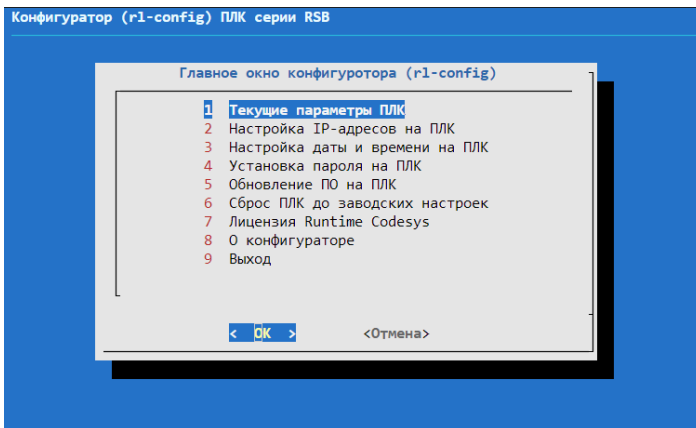 Конфигуратор (rl-config) ПЛК серии RSB
Главное окно конфигуротора (rl-config)
1 Текущие параметры ПЛК
2 Настройка IP-адресов на ПЛК
3 Настройка даты и времени на ПЛК
4 Установка пароля на ПЛК
5 Обновление ПО на ПЛК
6 Сброс ПЛК до заводских настроек
7 Лицензия Runtime Codesys
8 О конфигураторе
9 Выход
< OK > <Отмена>